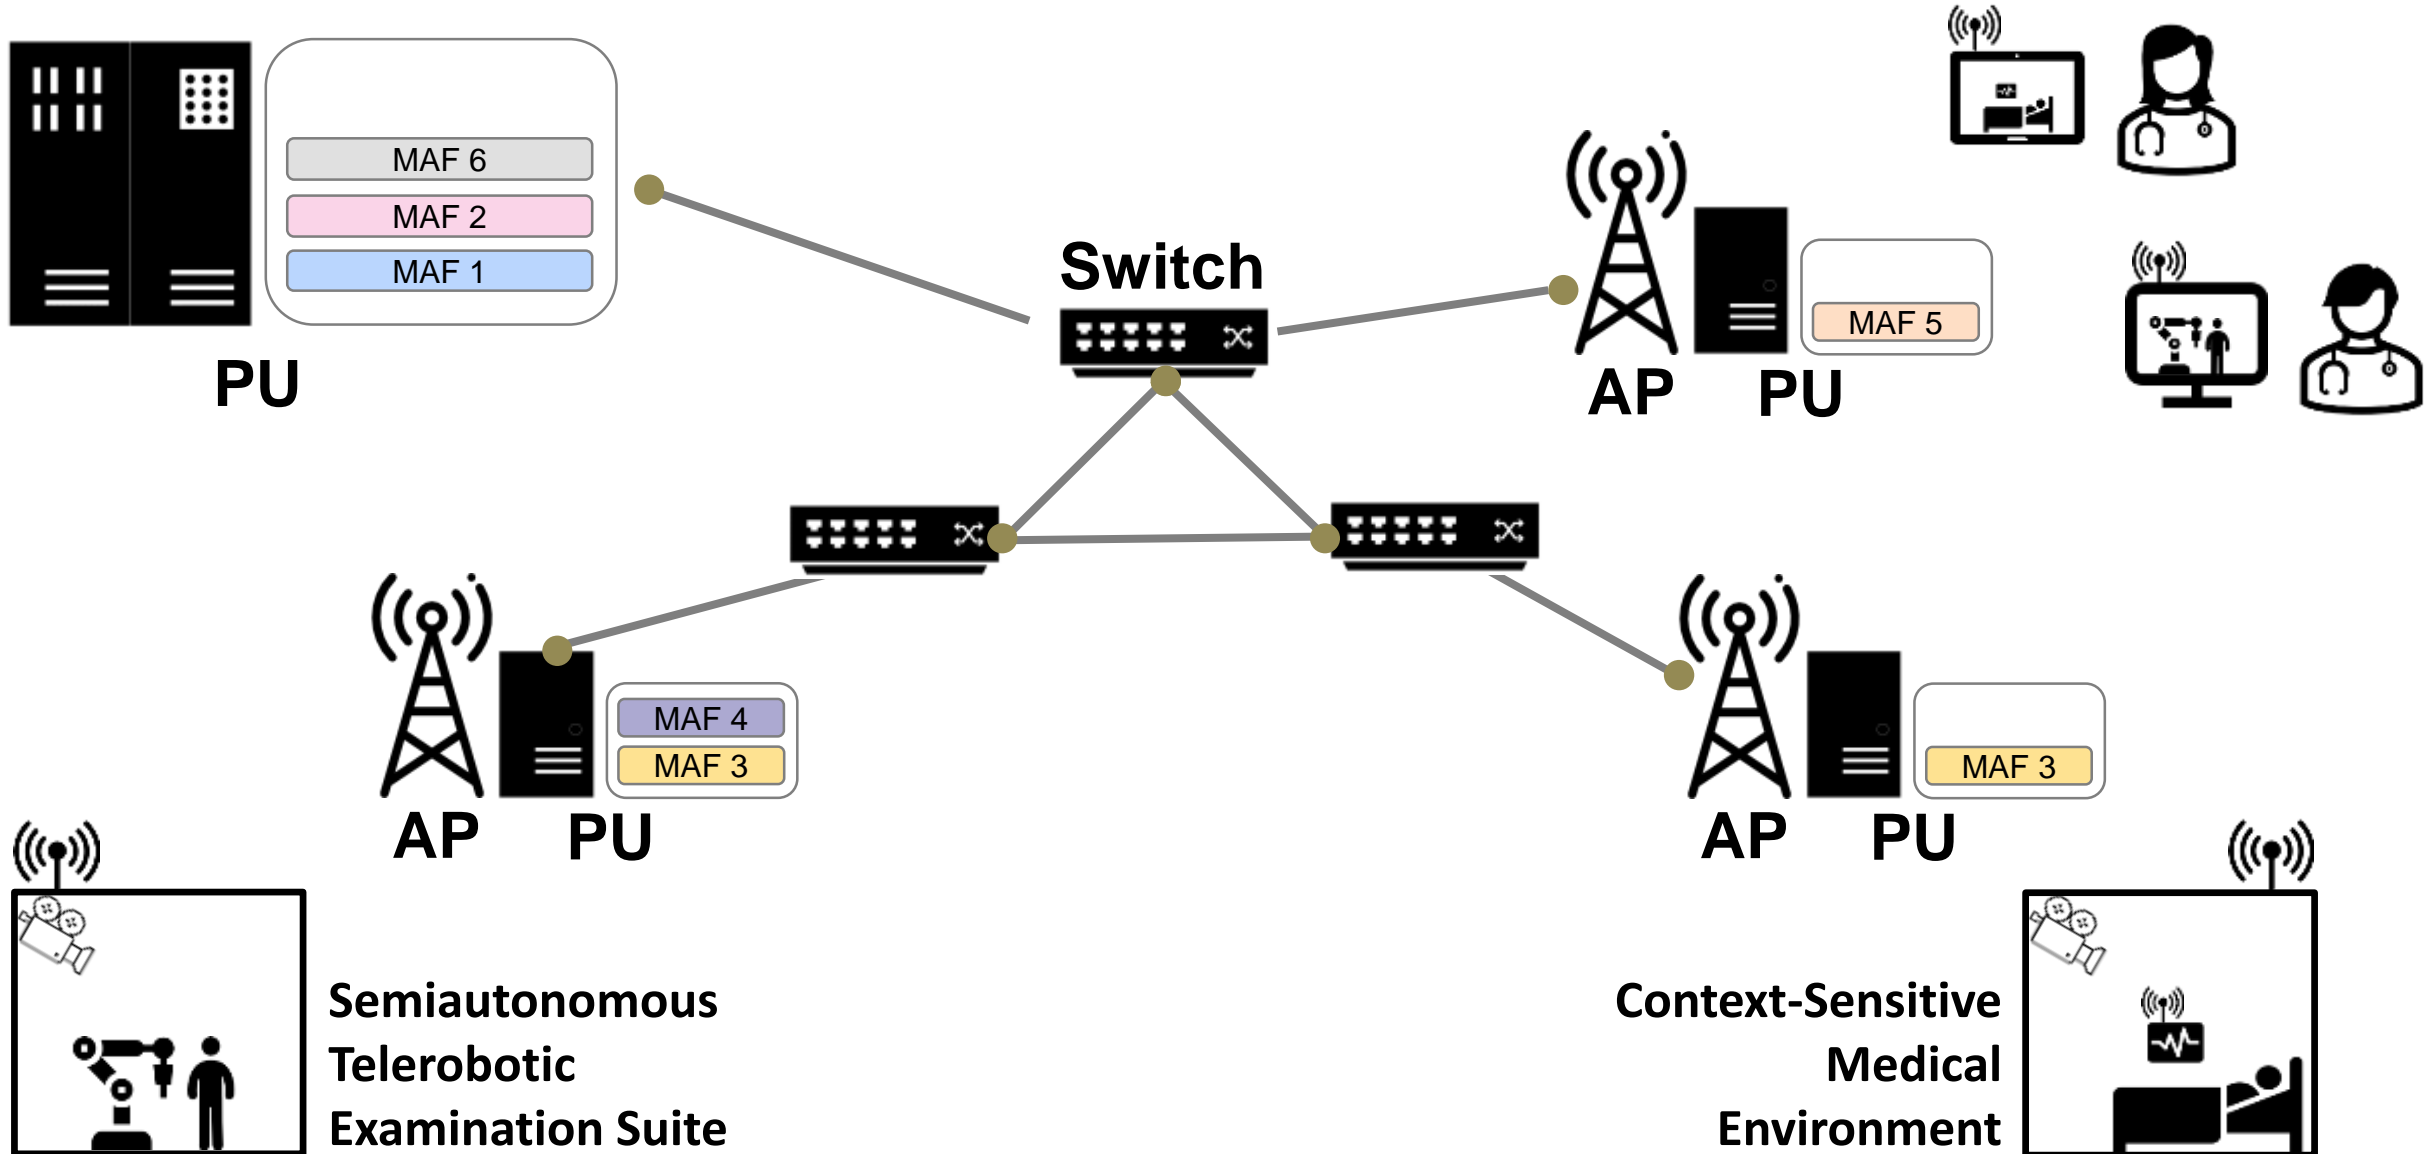 MAF 6
MAF 2
MAF 1
PU
Switch
MAF 5
AP
PU
MAF 4
MAF 3
AP
PU
MAF 3
AP
PU
Semiautonomous
Telerobotic
Examination Suite
Context-Sensitive
Medical
Environment